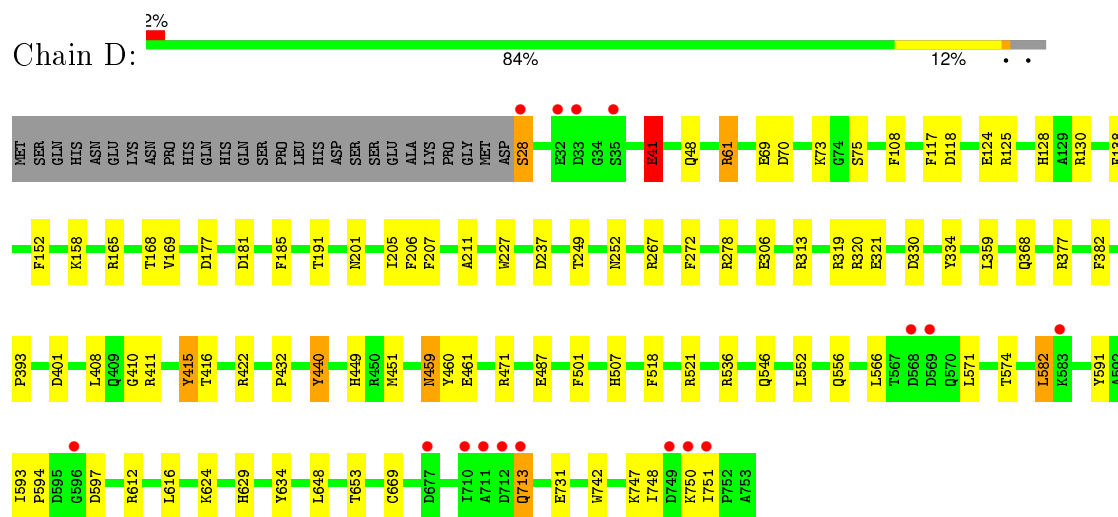 2%
Chain D:
84% 12% • •
MET SER GLN HIS ASN GLU LYS ASN PRO HIS GLN HIS GLN SER PRO LEU HIS ASP SER SER GLU ALA LYS PRO GLY MET ASP S28 E32 D33 G34 S35 E41 Q48 R61 E69 D70 K73 G74 S75 F108 F117 D118 E124 R125 H128 A129 R130 F138
F152 K158 R165 T168 V169 D177 D181 F185 T191 N201 I205 F206 F207 A211 W227 D237 T249 N252 R267 F272 R278 E306 R313 R319 R320 E321 D330 Y334 L359 Q368 R377 F382
P393 D401 L408 Q409 G410 R411 Y415 T416 R422 P432 Y440 H449 R450 M451 N459 Y460 E461 R471 E487 F501 H507 F518 R521 R536 Q546 L552 Q556 L566 T567 D568 D569 Q570 L571 T574 L582 K583 Y591 A592
I593 P594 D595 G596 D597 R612 L616 K624 H629 Y634 L648 T653 C669 D677 I710 A711 D712 Q713 E731 W742 K747 I748 D749 K750 I751 P752 A753